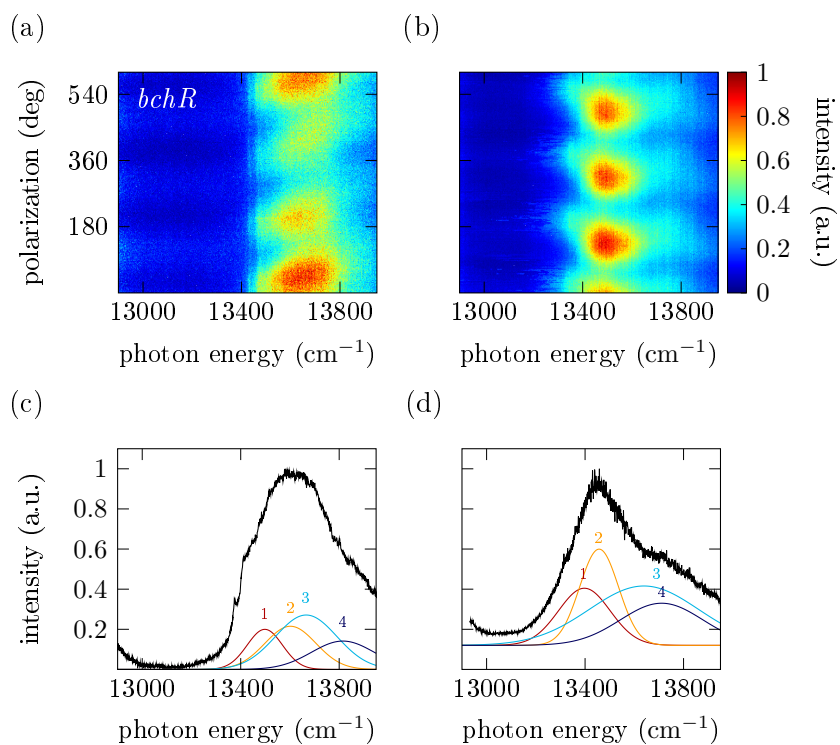 (a)
(b)
bchR
polarization (deg)
540
360
180
13000 13400 13800
photon energy (cm⁻¹)
13000 13400 13800
photon energy (cm⁻¹)
1
0.8
0.6
0.4
0.2
0
intensity (a.u.)
(c)
(d)
intensity (a.u.)
1
0.8
0.6
0.4
0.2
1 2 3 4
13000 13400 13800
photon energy (cm⁻¹)
1 2 3 4
13000 13400 13800
photon energy (cm⁻¹)